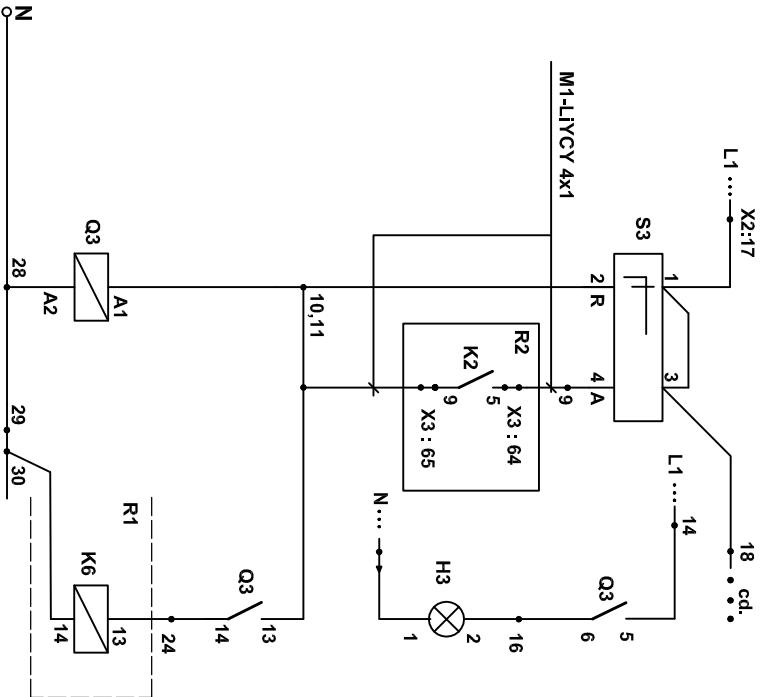 L1 ....
X2:17
18
cd.
S3
1
3
L1 ....
14
2 R
4 A
9
M1-LiYCY 4x1
R2
X3 : 64
5
K2
9
X3 : 65
Q3
5
6
16
2
H3
1
N ...
10,11
13
Q3
14
24
R1
Q3
A1
A2
28
29
30
K6
13
14
N